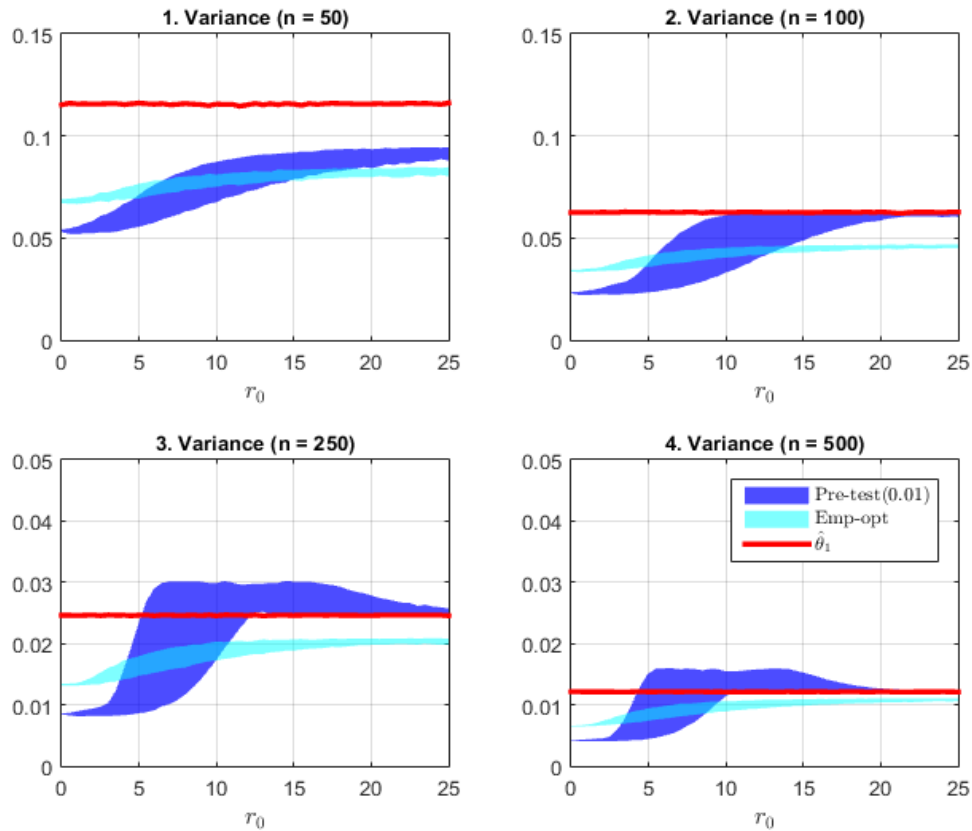 1. Variance (n = 50)
0.15
0.1
0.05
0
0 5 10 15 20 25
r₀
2. Variance (n = 100)
0.15
0.1
0.05
0
0 5 10 15 20 25
r₀
3. Variance (n = 250)
0.05
0.04
0.03
0.02
0.01
0
0 5 10 15 20 25
r₀
4. Variance (n = 500)
0.05
0.04
0.03
0.02
0.01
0
Pre-test(0.01)
Emp-opt
θ̂₁
0 5 10 15 20 25
r₀